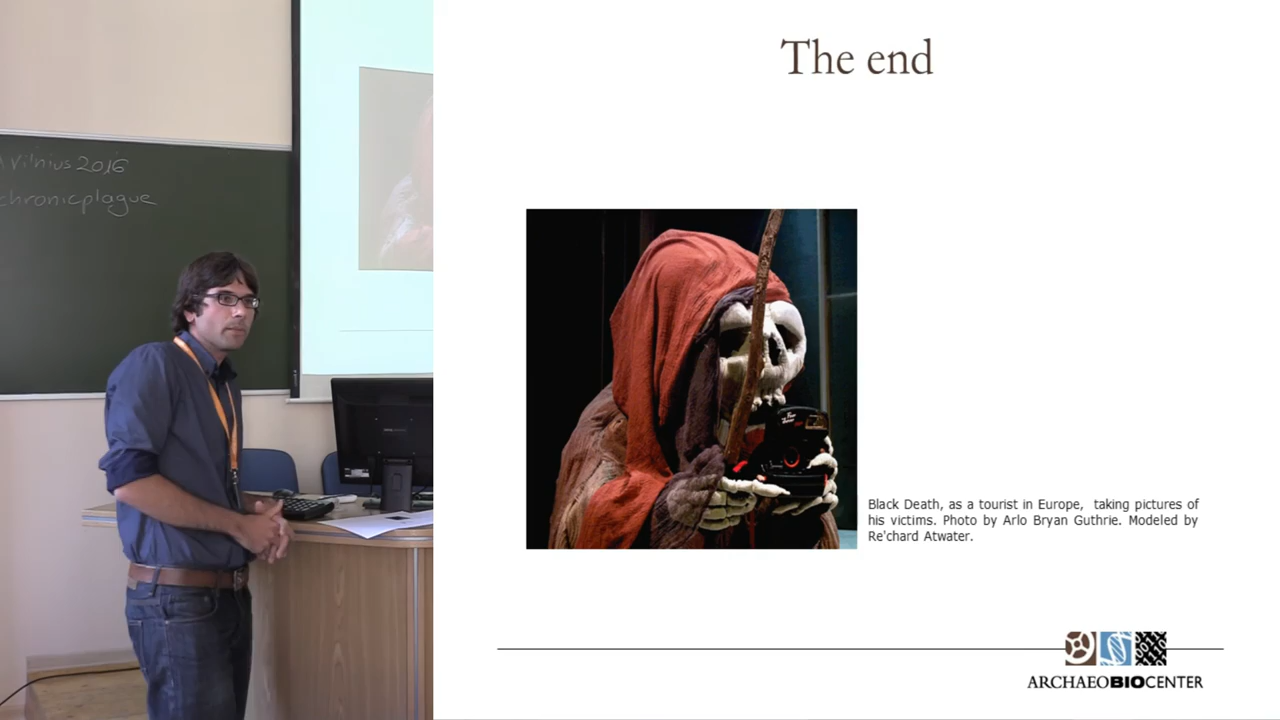 Vilnius 2016
chronicplague
The end
Black Death, as a tourist in Europe, taking pictures of
his victims. Photo by Arlo Bryan Guthrie. Modeled by
Re'chard Atwater.
ARCHAEOBIOCENTER